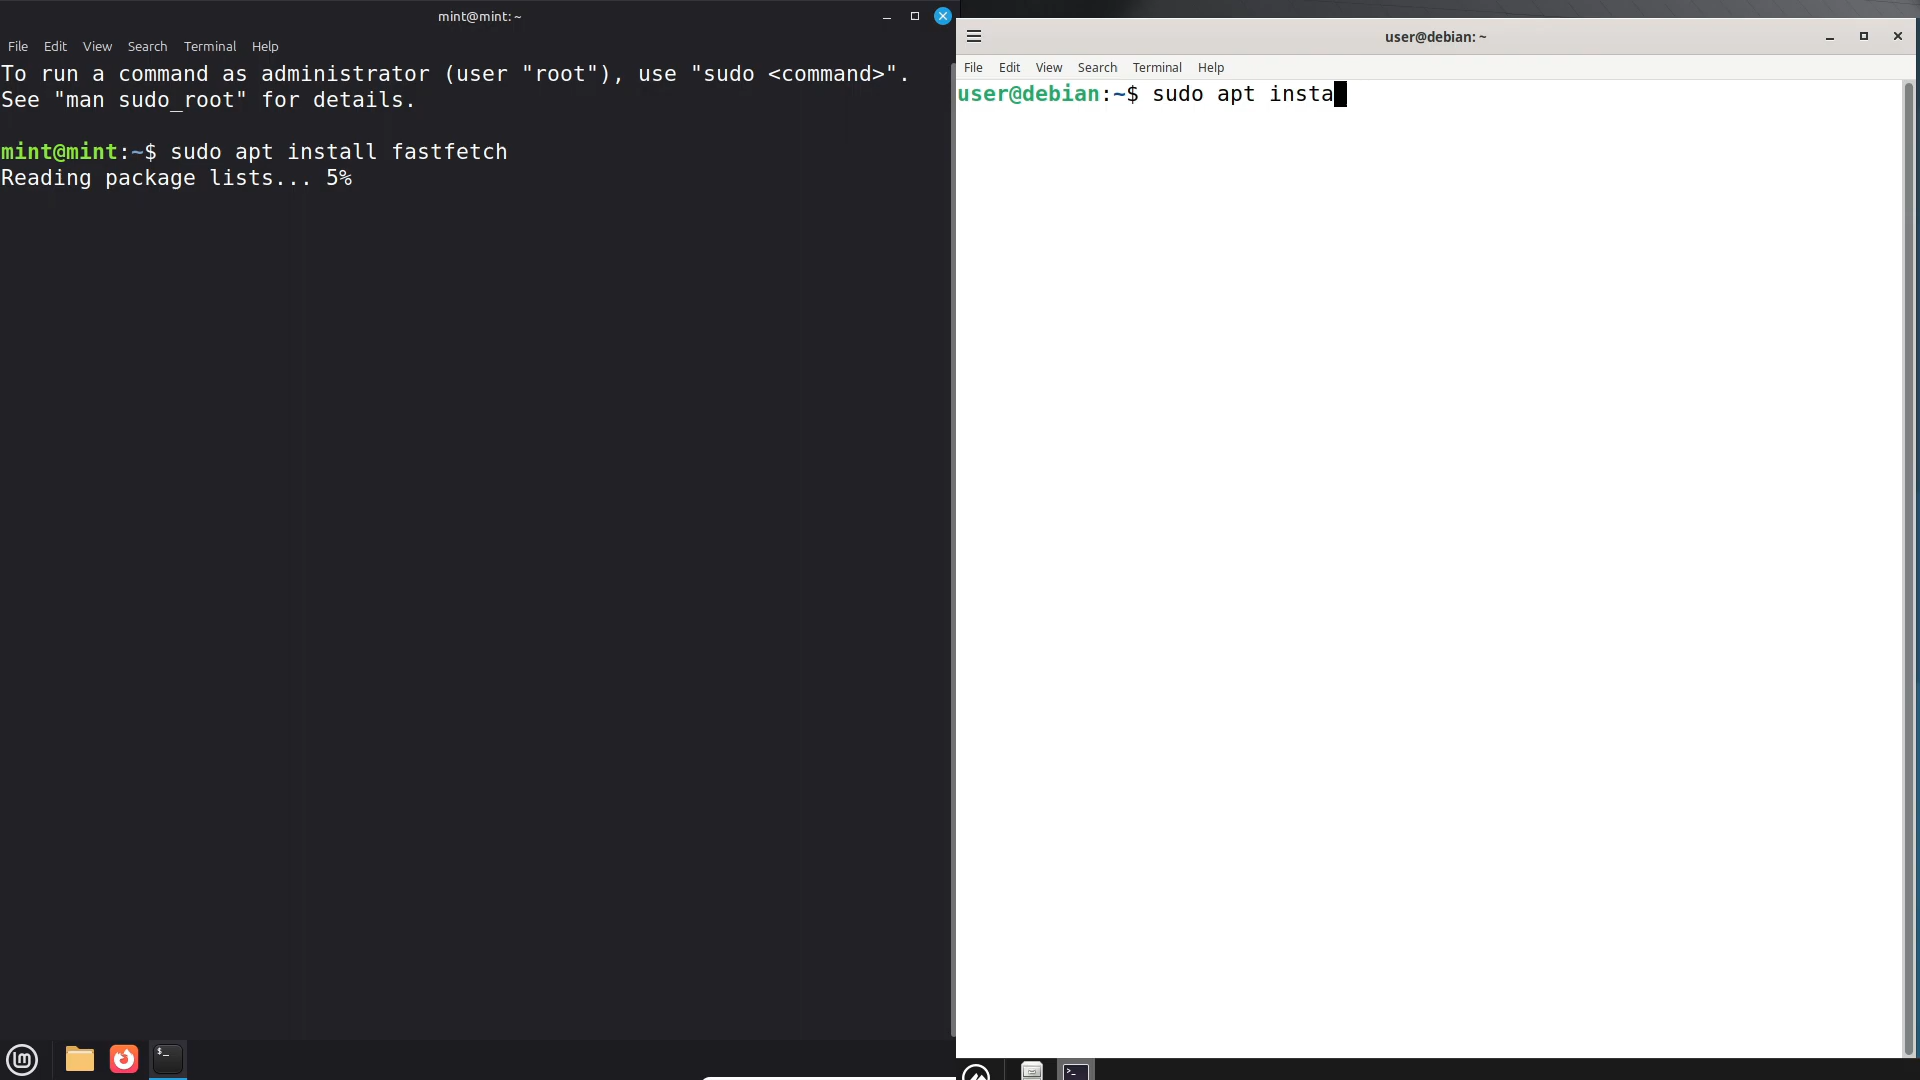 mint@mint: ~
File Edit View Search Terminal Help
To run a command as administrator (user "root"), use "sudo <command>".
See "man sudo_root" for details.
mint@mint:~$ sudo apt install fastfetch
Reading package lists... 5%
user@debian: ~
File Edit View Search Terminal Help
user@debian:~$ sudo apt insta